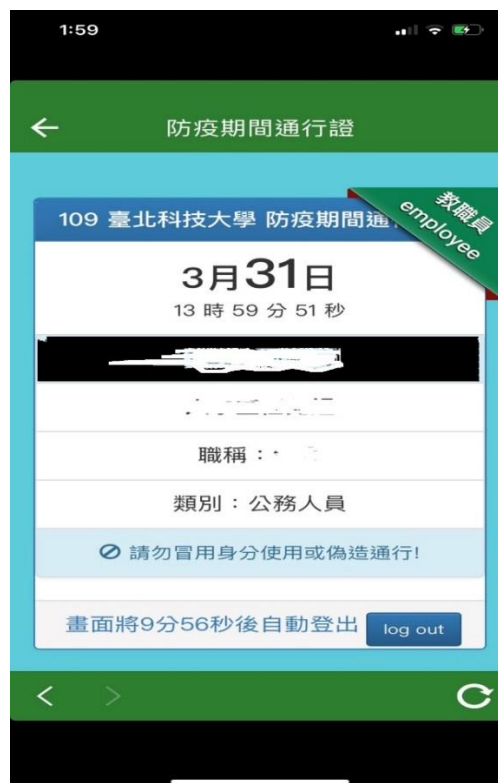 1:59
防疫期間通行證
教職員
employee
109 臺北科技大學 防疫期間通
3月31日
13 時 59 分 51 秒
職稱：
類別：公務人員
請勿冒用身分使用或偽造通行!
畫面將9分56秒後自動登出
log out